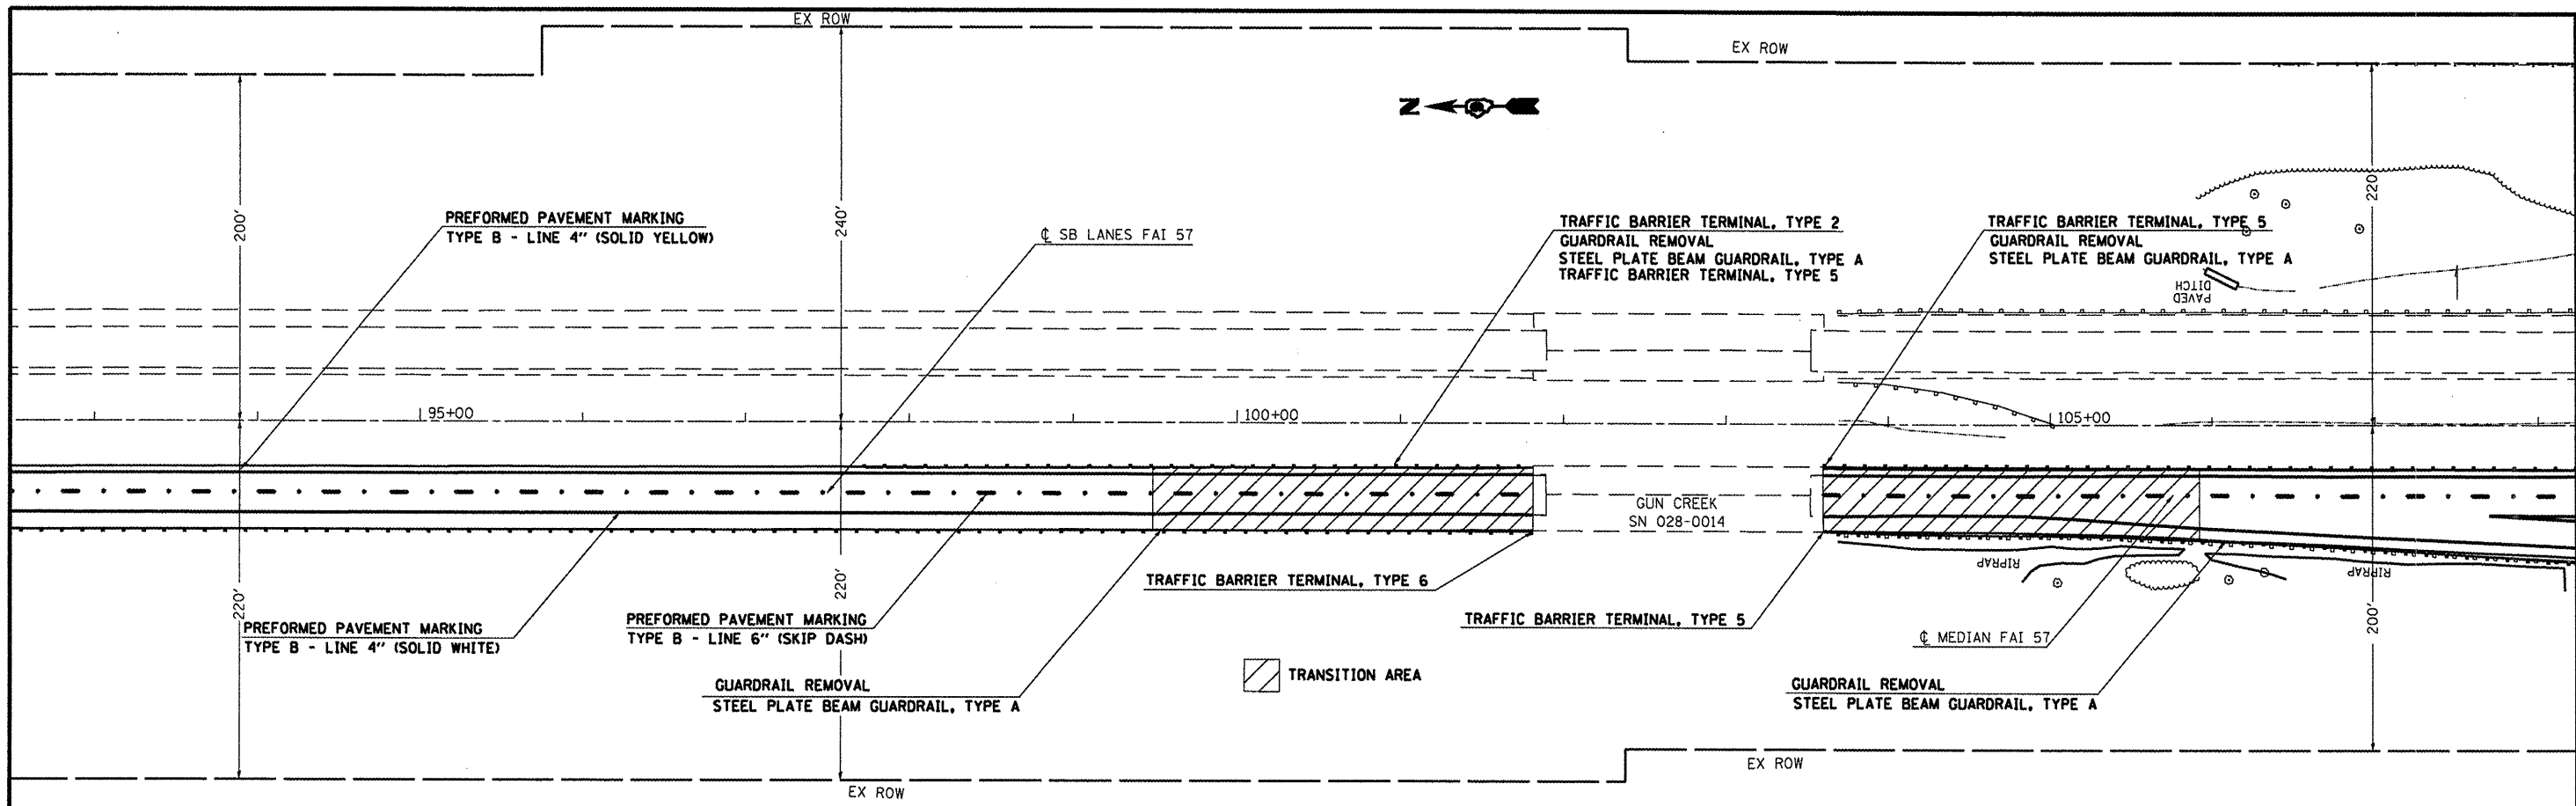 EX ROW
EX ROW
N
200'
240'
220
PREFORMED PAVEMENT MARKING
TYPE B - LINE 4" (SOLID YELLOW)
℄ SB LANES FAI 57
TRAFFIC BARRIER TERMINAL, TYPE 2
GUARDRAIL REMOVAL
STEEL PLATE BEAM GUARDRAIL, TYPE A
TRAFFIC BARRIER TERMINAL, TYPE 5
TRAFFIC BARRIER TERMINAL, TYPE 5
GUARDRAIL REMOVAL
STEEL PLATE BEAM GUARDRAIL, TYPE A
PAVED
DITCH
95+00
100+00
105+00
GUN CREEK
SN 028-0014
RIPRAP
RIPRAP
220'
220'
200'
TRAFFIC BARRIER TERMINAL, TYPE 6
TRAFFIC BARRIER TERMINAL, TYPE 5
PREFORMED PAVEMENT MARKING
TYPE B - LINE 4" (SOLID WHITE)
PREFORMED PAVEMENT MARKING
TYPE B - LINE 6" (SKIP DASH)
℄ MEDIAN FAI 57
TRANSITION AREA
GUARDRAIL REMOVAL
STEEL PLATE BEAM GUARDRAIL, TYPE A
GUARDRAIL REMOVAL
STEEL PLATE BEAM GUARDRAIL, TYPE A
EX ROW
EX ROW